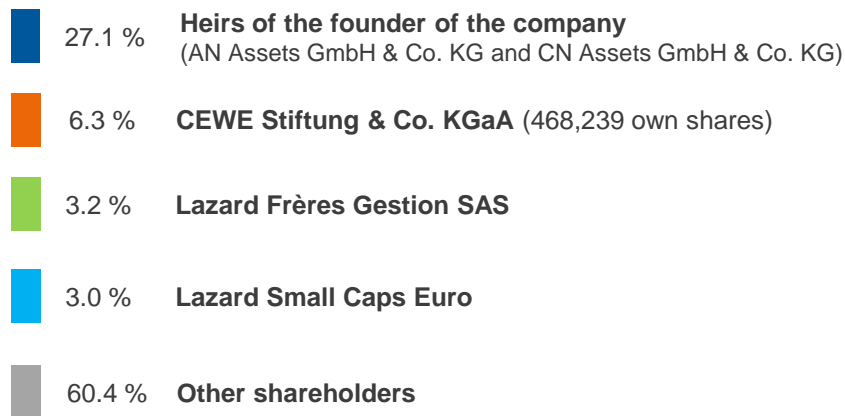 27.1 % Heirs of the founder of the company
(AN Assets GmbH & Co. KG and CN Assets GmbH & Co. KG)
6.3 % CEWE Stiftung & Co. KGaA (468,239 own shares)
3.2 % Lazard Frères Gestion SAS
3.0 % Lazard Small Caps Euro
60.4 % Other shareholders